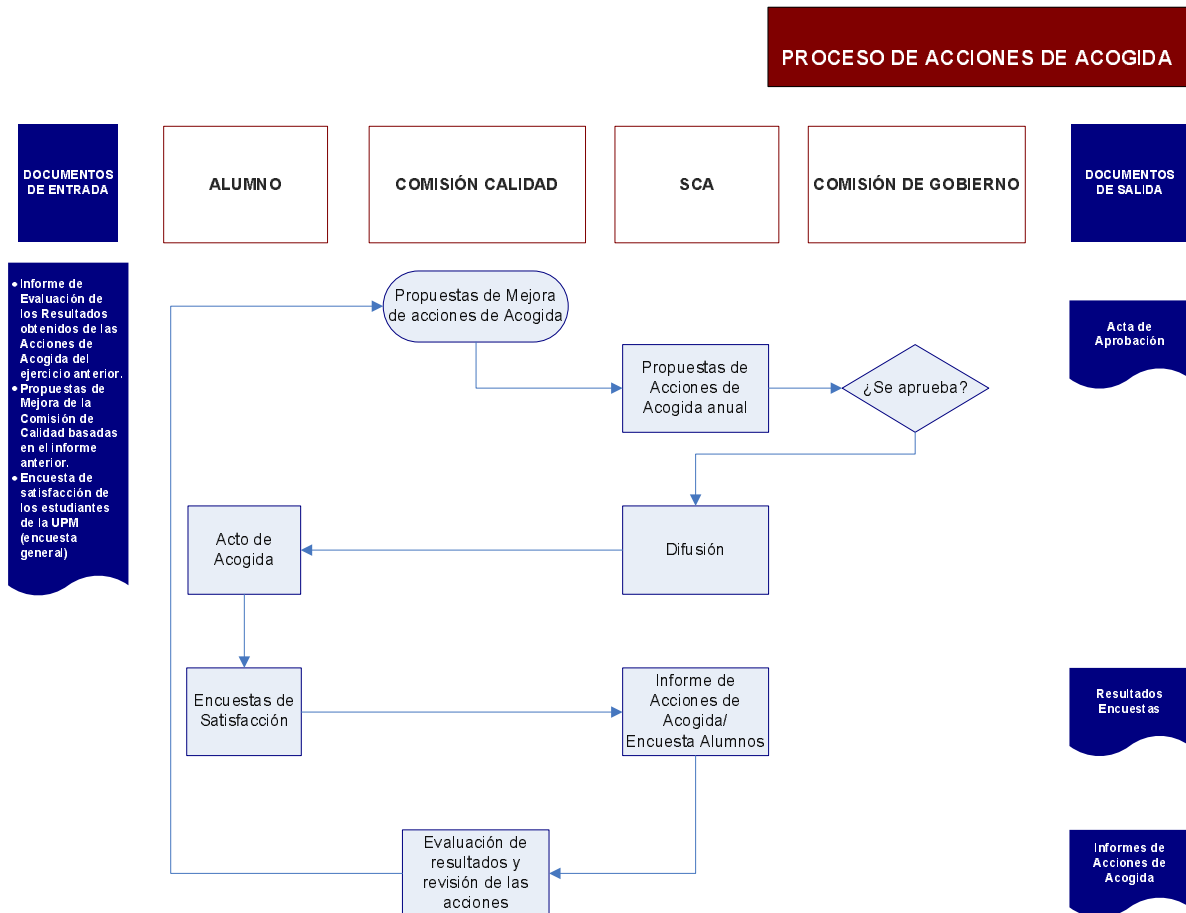 PROCESO DE ACCIONES DE ACOGIDA
DOCUMENTOS
DE ENTRADA
ALUMNO
COMISIÓN CALIDAD
SCA
COMISIÓN DE GOBIERNO
DOCUMENTOS
DE SALIDA
• Informe de
Evaluación de
los Resultados
obtenidos de las
Acciones de
Acogida del
ejercicio anterior.
• Propuestas de
Mejora de la
Comisión de
Calidad basadas
en el informe
anterior.
• Encuesta de
satisfacción de
los estudiantes
de la UPM
(encuesta
general)
Propuestas de Mejora
de acciones de Acogida
Acta de
Aprobación
Propuestas de
Acciones de
Acogida anual
¿Se aprueba?
Acto de
Acogida
Difusión
Encuestas de
Satisfacción
Informe de
Acciones de
Acogida/
Encuesta Alumnos
Resultados
Encuestas
Evaluación de
resultados y
revisión de las
acciones
Informes de
Acciones de
Acogida